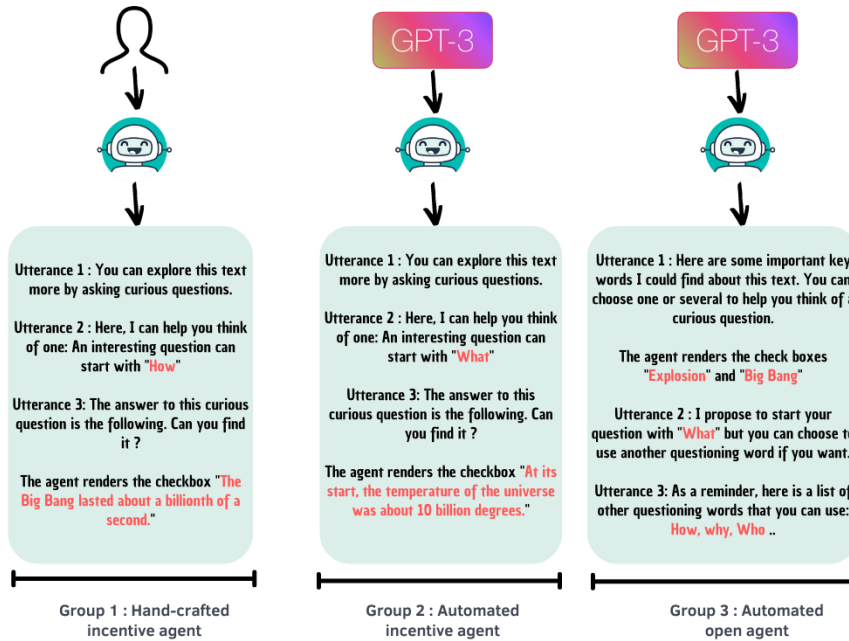 GPT-3
GPT-3
Utterance 1 : You can explore this text
more by asking curious questions.
Utterance 2 : Here, I can help you think
of one: An interesting question can
start with "How"
Utterance 3: The answer to this curious
question is the following. Can you find
it ?
The agent renders the checkbox "The
Big Bang lasted about a billionth of a
second."
Group 1 : Hand-crafted
incentive agent
Utterance 1 : You can explore this text
more by asking curious questions.
Utterance 2 : Here, I can help you think
of one: An interesting question can
start with "What"
Utterance 3: The answer to this
curious question is the following. Can
you find it ?
The agent renders the checkbox "At its
start, the temperature of the universe
was about 10 billion degrees."
Group 2 : Automated
incentive agent
Utterance 1 : Here are some important key
words I could find about this text. You can
choose one or several to help you think of a
curious question.
The agent renders the check boxes
"Explosion" and "Big Bang"
Utterance 2 : I propose to start your
question with "What" but you can choose to
use another questioning word if you want.
Utterance 3: As a reminder, here is a list of
other questioning words that you can use:
How, why, Who ..
Group 3 : Automated
open agent